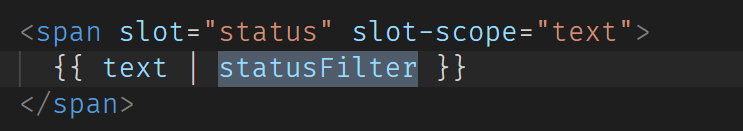 <span slot="status" slot-scope="text">
{{ text | statusFilter }}
</span>